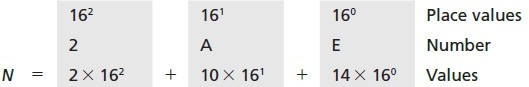 16² 16¹ 16⁰ Place values
2 A E Number
N = 2 × 16² + 10 × 16¹ + 14 × 16⁰ Values